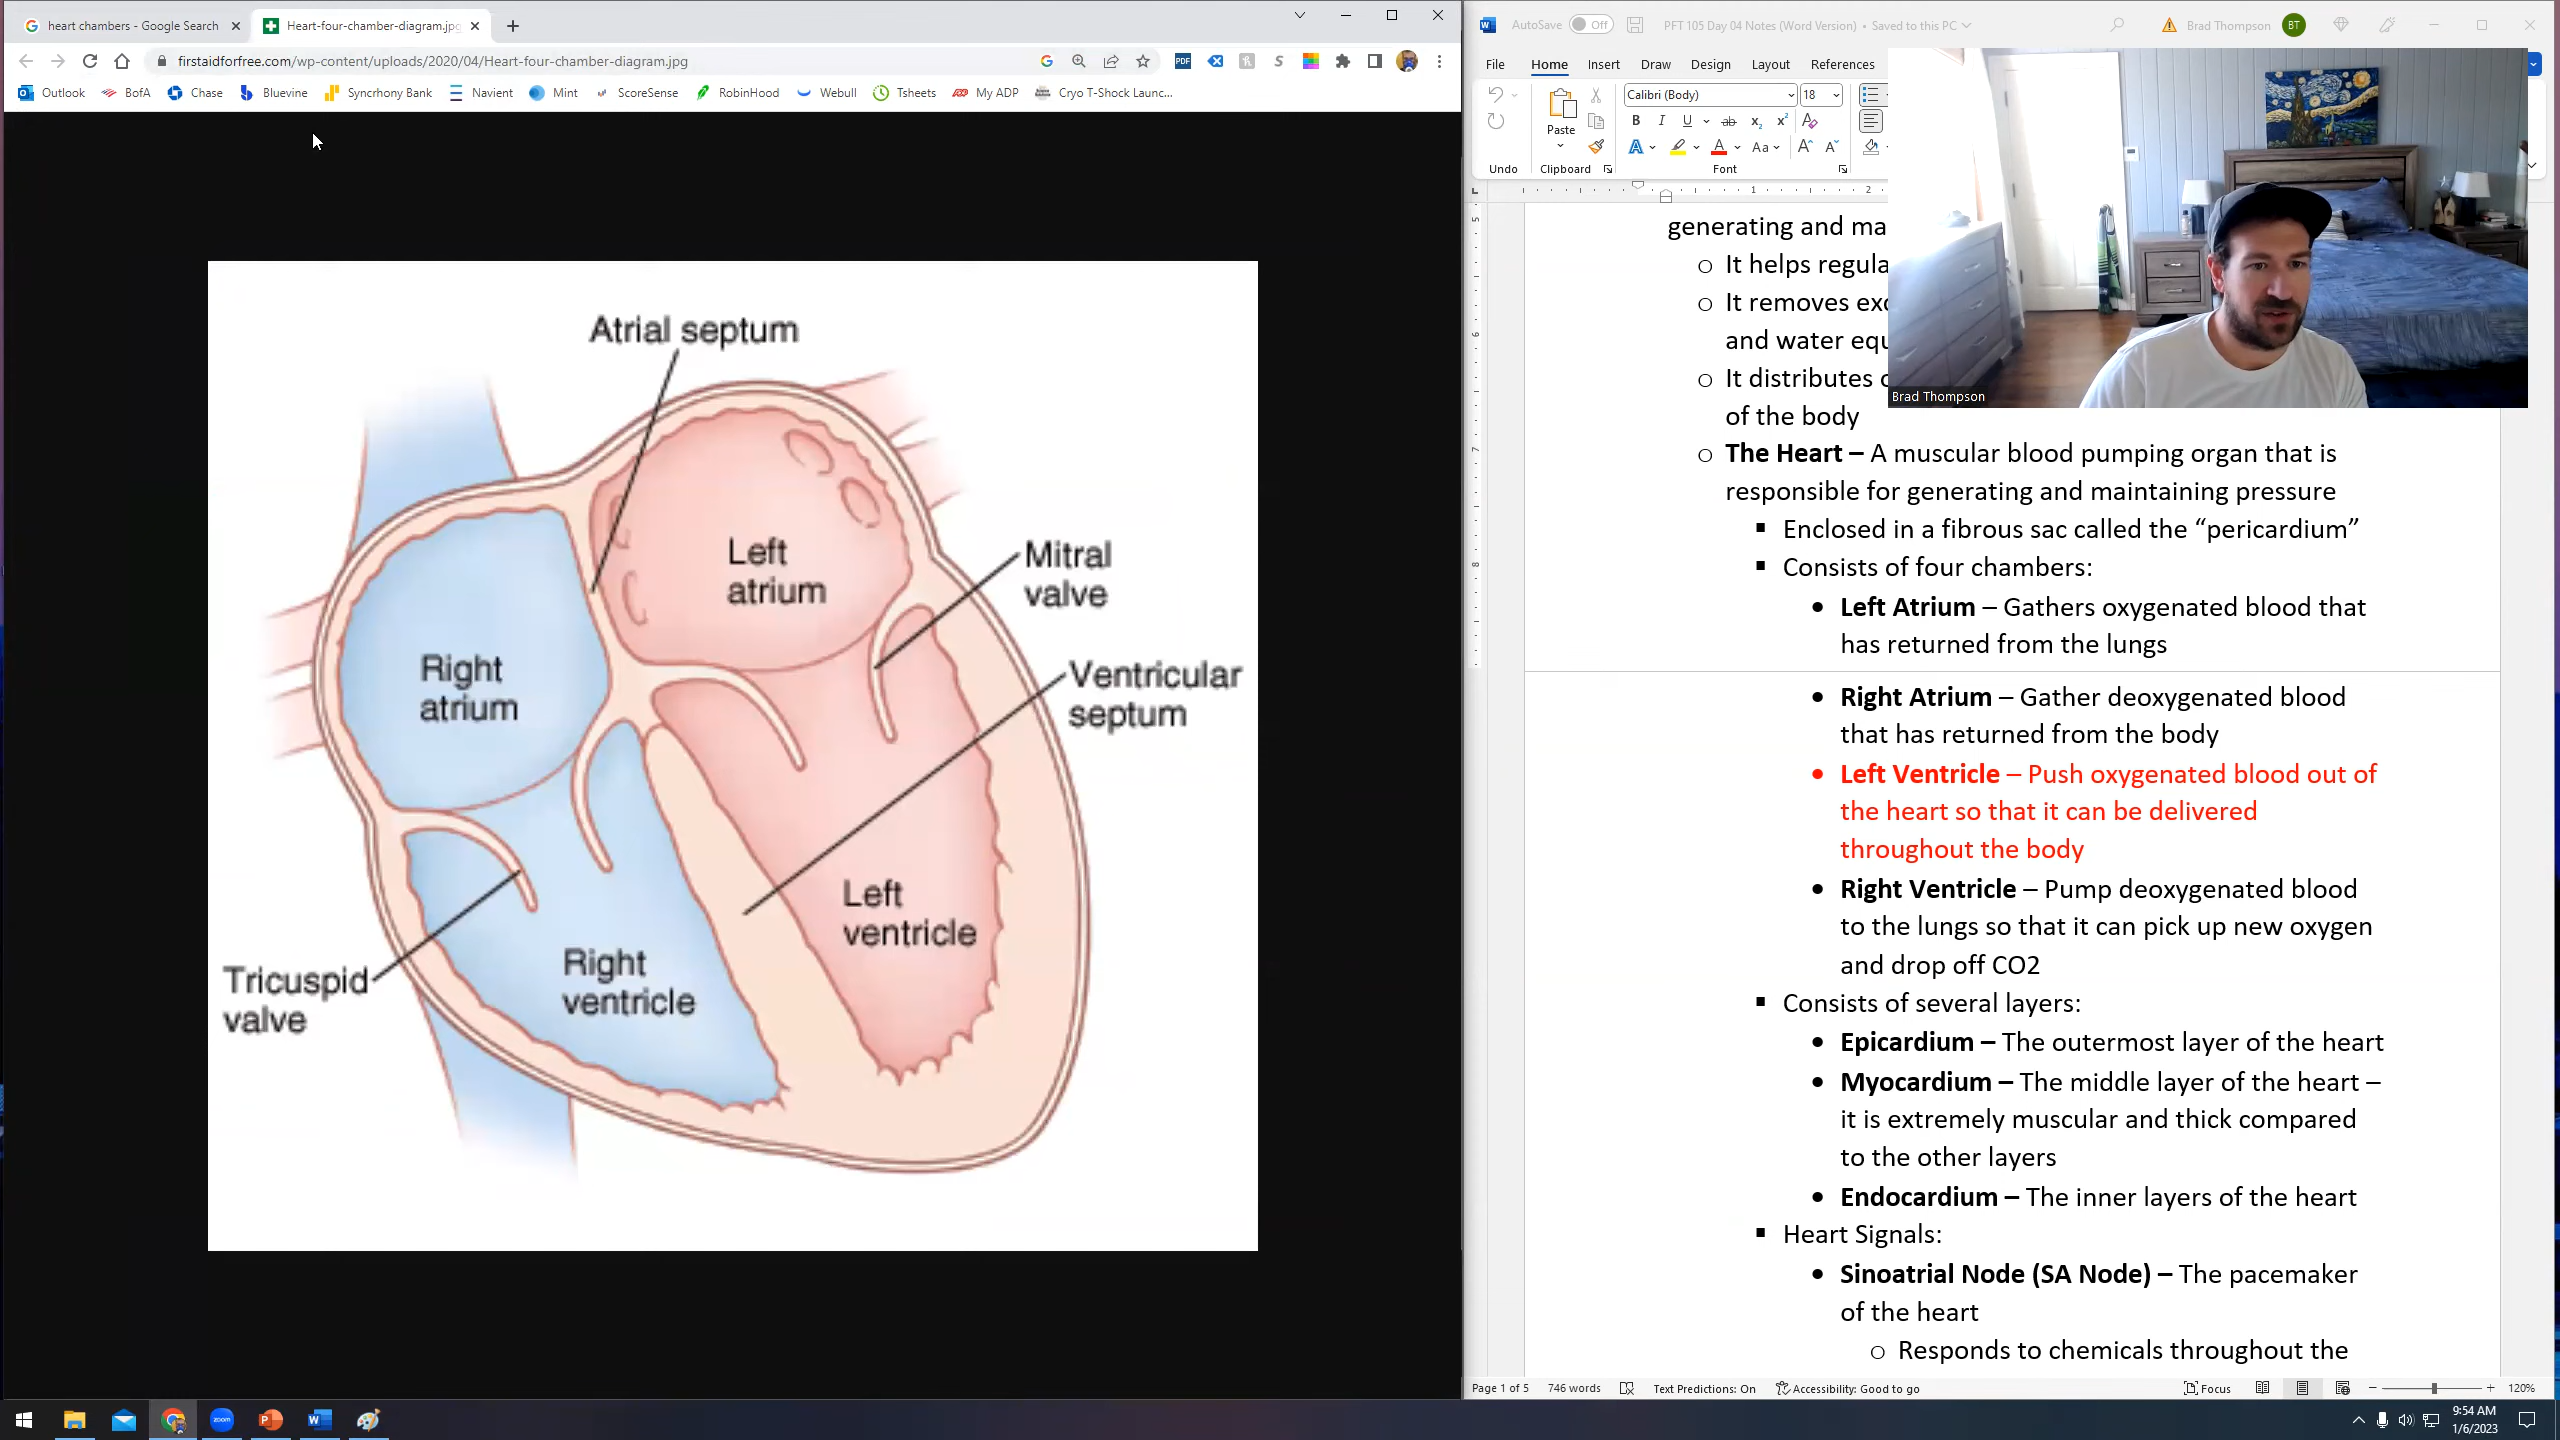 heart chambers - Google Search
Heart-four-chamber-diagram.jpg
firstaidforfree.com/wp-content/uploads/2020/04/Heart-four-chamber-diagram.jpg
Outlook BofA Chase Bluevine Syncrhony Bank Navient Mint ScoreSense RobinHood Webull Tsheets My ADP Cryo T-Shock Launc...
Atrial septum
Left
atrium
Mitral
valve
Right
atrium
Ventricular
septum
Left
ventricle
Right
ventricle
Tricuspid
valve
AutoSave Off PFT 105 Day 04 Notes (Word Version) • Saved to this PC Brad Thompson BT
File Home Insert Draw Design Layout References
Calibri (Body) 18
Paste
Undo Clipboard Font
1 2
generating and ma
It helps regula
It removes exc
and water equ
It distributes
of the body
Brad Thompson
The Heart – A muscular blood pumping organ that is
responsible for generating and maintaining pressure
Enclosed in a fibrous sac called the “pericardium”
Consists of four chambers:
Left Atrium – Gathers oxygenated blood that
has returned from the lungs
Right Atrium – Gather deoxygenated blood
that has returned from the body
Left Ventricle – Push oxygenated blood out of
the heart so that it can be delivered
throughout the body
Right Ventricle – Pump deoxygenated blood
to the lungs so that it can pick up new oxygen
and drop off CO2
Consists of several layers:
Epicardium – The outermost layer of the heart
Myocardium – The middle layer of the heart –
it is extremely muscular and thick compared
to the other layers
Endocardium – The inner layers of the heart
Heart Signals:
Sinoatrial Node (SA Node) – The pacemaker
of the heart
Responds to chemicals throughout the
Page 1 of 5 746 words Text Predictions: On Accessibility: Good to go Focus 120%
9:54 AM
1/6/2023